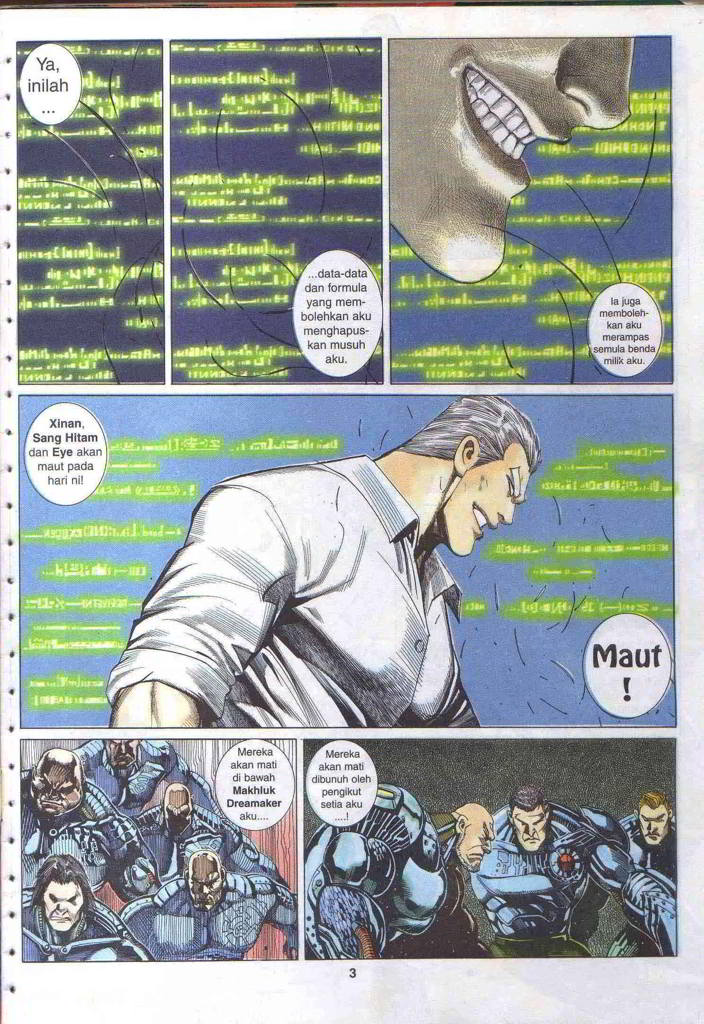 Ya,
inilah
...
...data-data
dan formula
yang mem-
bolehkan aku
menghapus-
kan musuh
aku.
Ia juga
memboleh-
kan aku
merampas
semula benda
milik aku.
Xinan,
Sang Hitam
dan Eye akan
maut pada
hari ni!
Maut
!
Mereka
akan mati
di bawah
Makhluk
Dreamaker
aku....
Mereka
akan mati
dibunuh oleh
pengikut
setia aku
....!
3